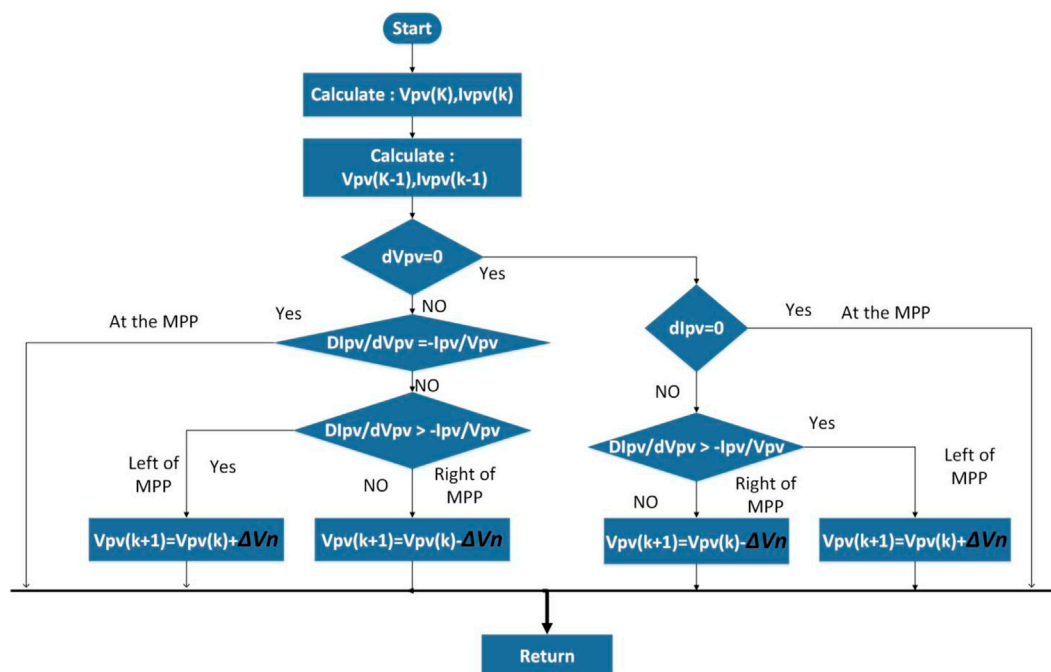 Start
Calculate : Vpv(K),Ivpv(k)
Calculate :
Vpv(K-1),Ivpv(k-1)
dVpv=0
Yes
NO
At the MPP
Yes
DIpv/dVpv =-Ipv/Vpv
dIpv=0
Yes
At the MPP
NO
NO
DIpv/dVpv > -Ipv/Vpv
DIpv/dVpv > -Ipv/Vpv
Yes
Left of
MPP
Yes
NO
Right of
MPP
NO
Right of
MPP
Left of
MPP
Vpv(k+1)=Vpv(k)+ΔVn
Vpv(k+1)=Vpv(k)-ΔVn
Vpv(k+1)=Vpv(k)-ΔVn
Vpv(k+1)=Vpv(k)+ΔVn
Return